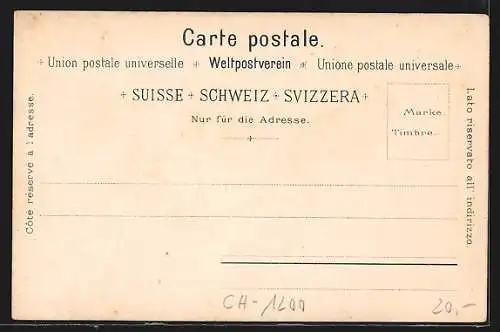 Carte postale.
+ Union postale universelle + Weltpostverein + Unione postale universale +
+ SUISSE + SCHWEIZ + SVIZZERA +
Nur für die Adresse.
Marke.
Timbre.
Côté réservé à l'adresse.
Lato riservato all' indirizzo.
CH-1200
20,-